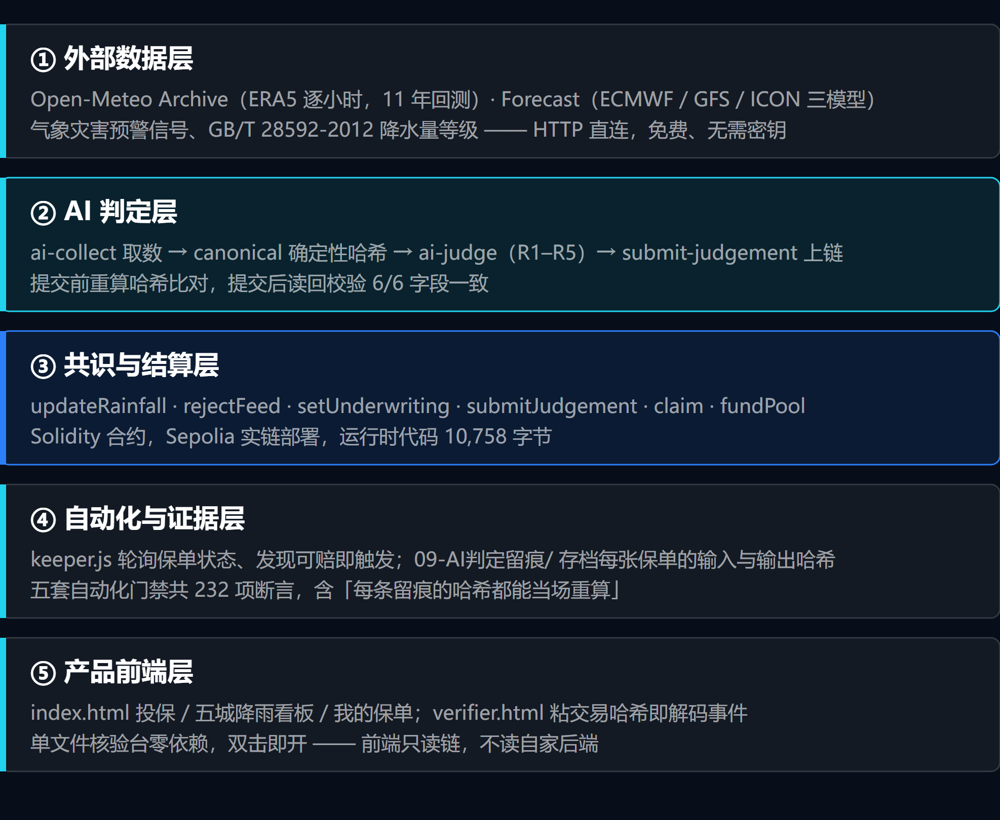 ① 外部数据层
Open-Meteo Archive（ERA5 逐小时，11 年回测）· Forecast（ECMWF / GFS / ICON 三模型）
气象灾害预警信号、GB/T 28592-2012 降水量等级 —— HTTP 直连，免费、无需密钥
② AI 判定层
ai-collect 取数 → canonical 确定性哈希 → ai-judge（R1–R5）→ submit-judgement 上链
提交前重算哈希比对，提交后读回校验 6/6 字段一致
③ 共识与结算层
updateRainfall · rejectFeed · setUnderwriting · submitJudgement · claim · fundPool
Solidity 合约，Sepolia 实链部署，运行时代码 10,758 字节
④ 自动化与证据层
keeper.js 轮询保单状态、发现可赔即触发；09-AI判定留痕/ 存档每张保单的输入与输出哈希
五套自动化门禁共 232 项断言，含「每条留痕的哈希都能当场重算」
⑤ 产品前端层
index.html 投保 / 五城降雨看板 / 我的保单；verifier.html 粘交易哈希即解码事件
单文件核验台零依赖，双击即开 —— 前端只读链，不读自家后端